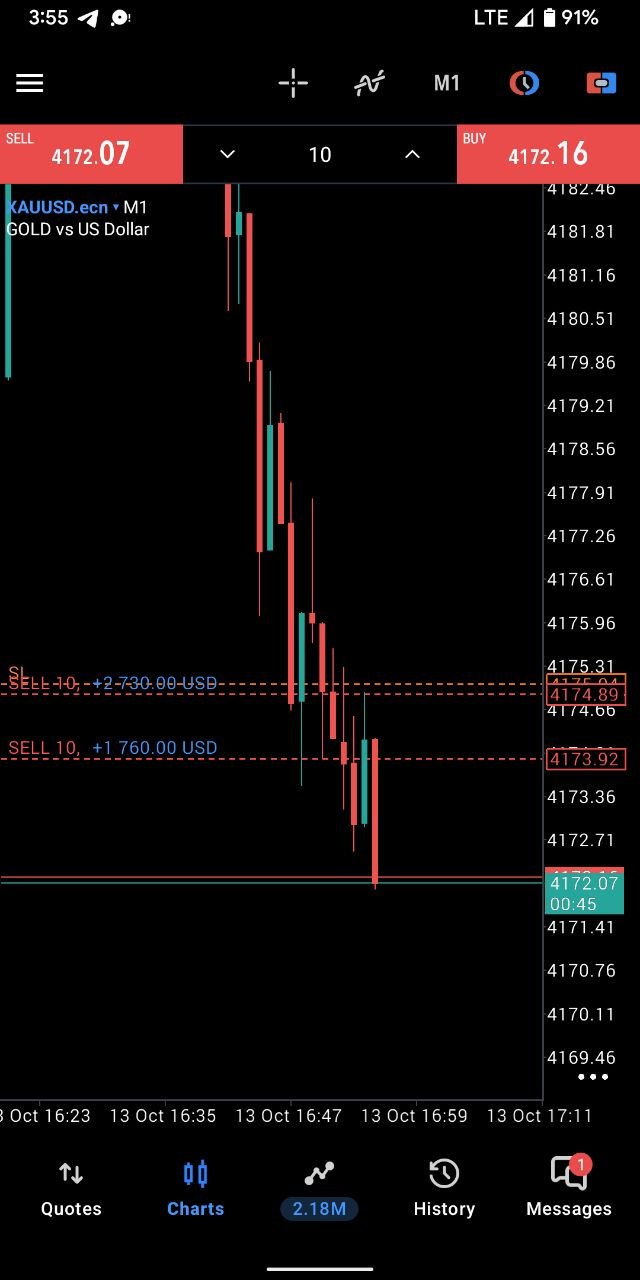 3:55
LTE 91%
M1
SELL
4172.07
10
BUY
4172.16
XAUUSD.ecn ▾ M1
GOLD vs US Dollar
4182.46
4181.81
4181.16
4180.51
4179.86
4179.21
4178.56
4177.91
4177.26
4176.61
4175.96
4175.31
SL
SELL 10, +2 730.00 USD
4174.89
4174.66
SELL 10, +1 760.00 USD
4173.92
4173.36
4172.71
4172.07
00:45
4171.41
4170.76
4170.11
4169.46
3 Oct 16:23 13 Oct 16:35 13 Oct 16:47 13 Oct 16:59 13 Oct 17:11
1
2.18M
Quotes Charts History Messages